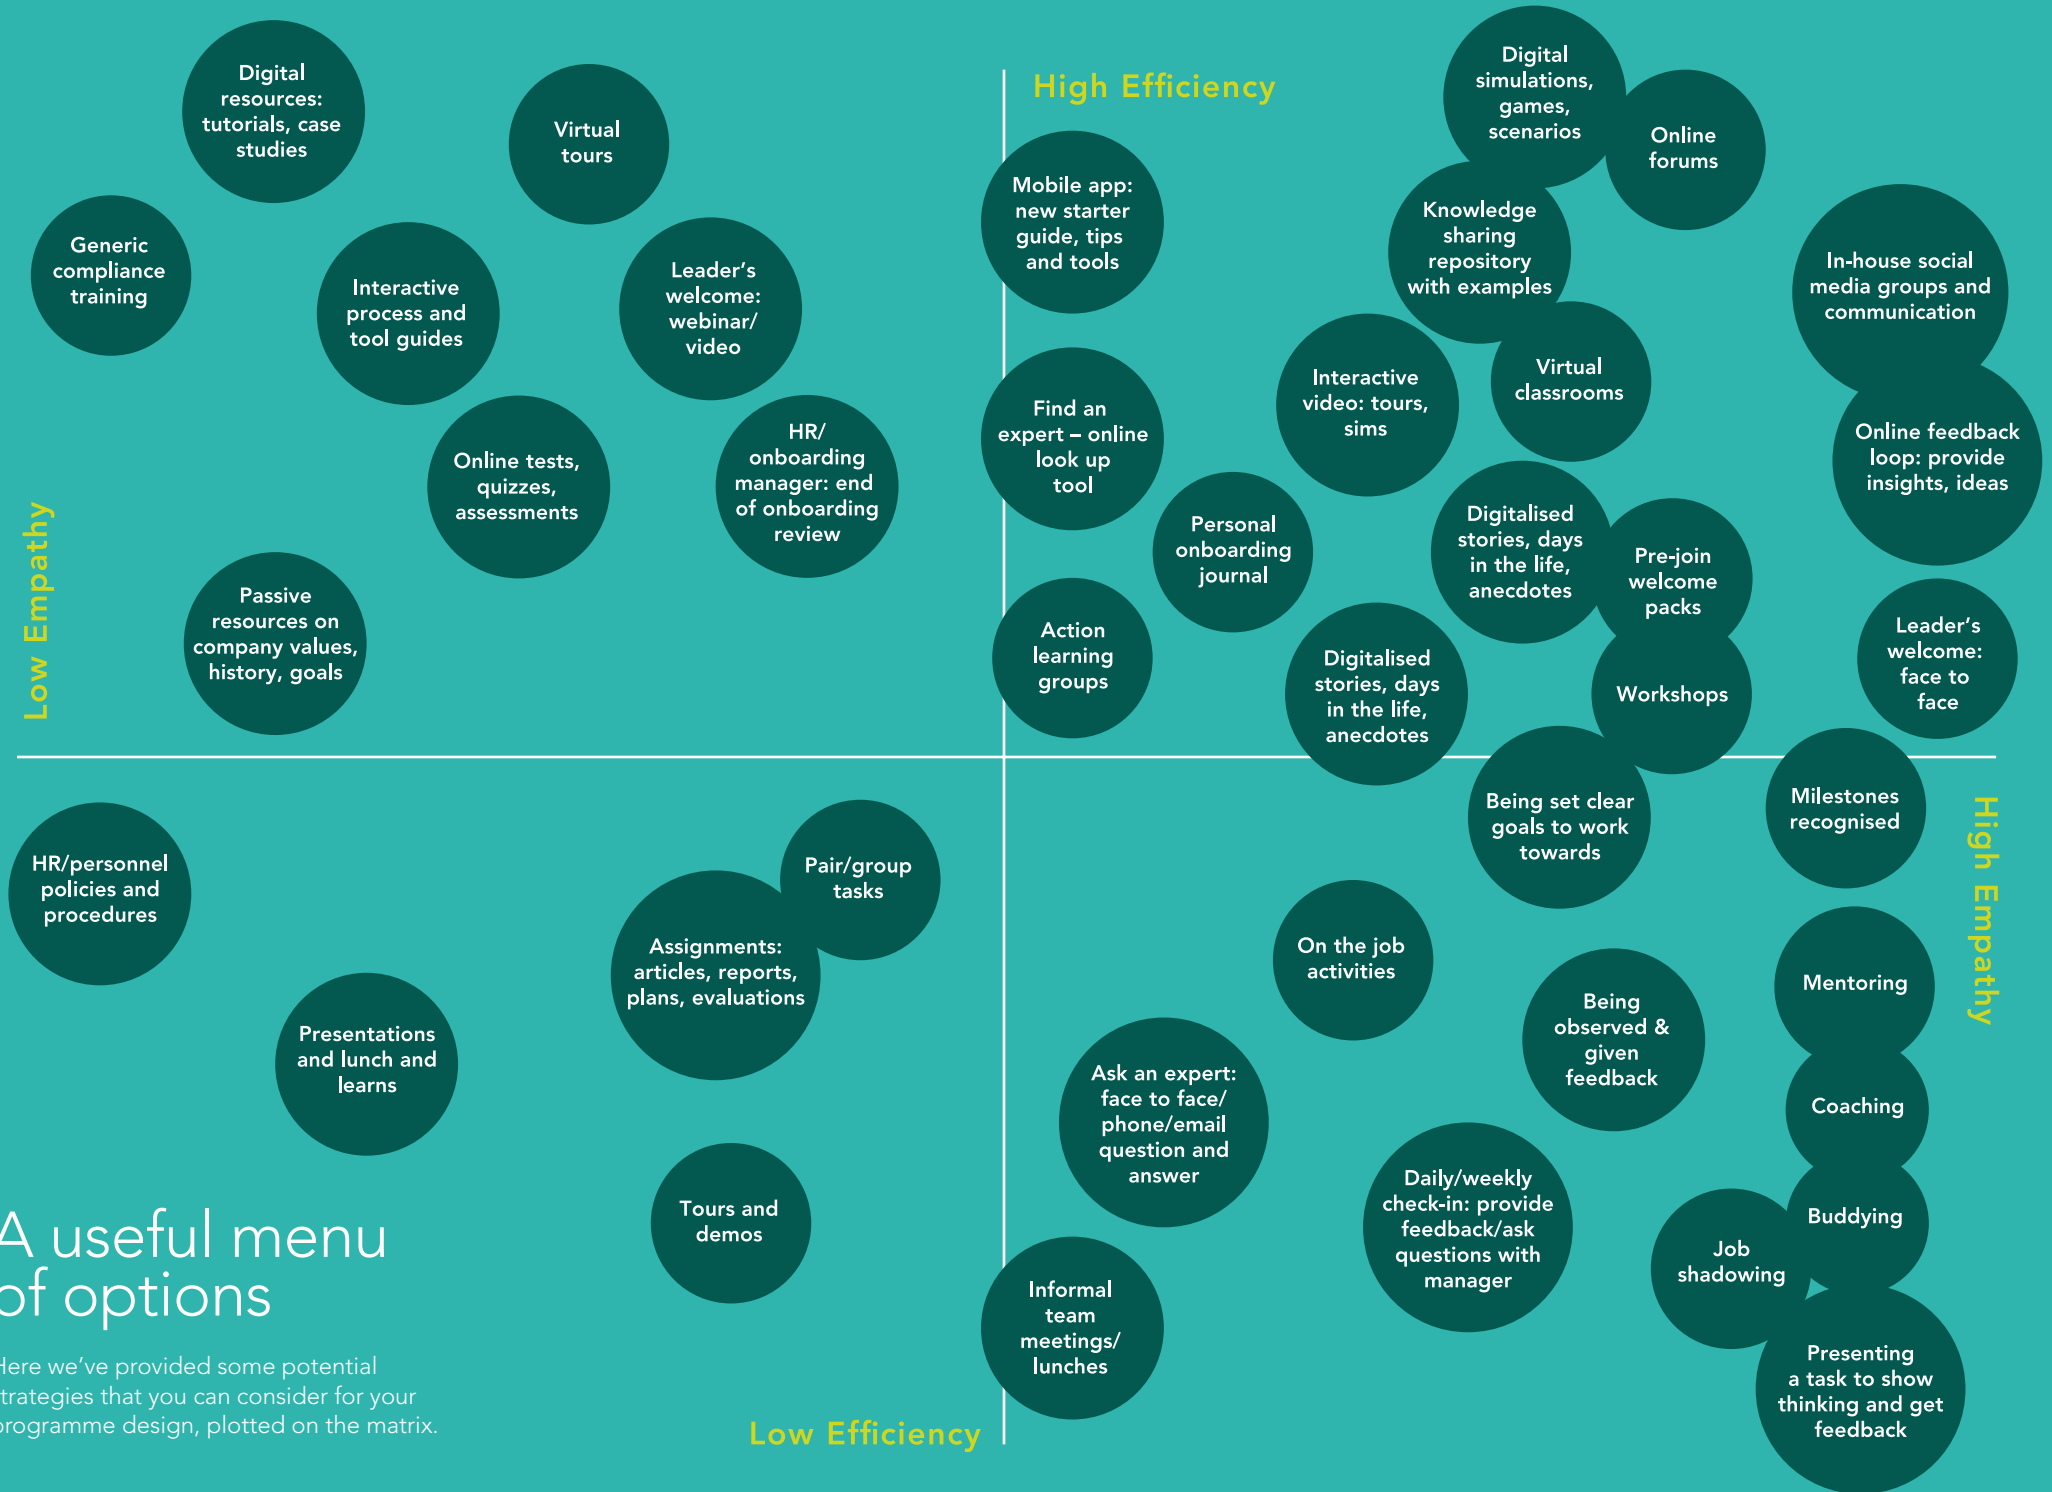 Digital
resources:
tutorials, case
studies
Virtual
tours
Generic
compliance
training
Interactive
process and
tool guides
Leader’s
welcome:
webinar/
video
Online tests,
quizzes,
assessments
HR/
onboarding
manager: end
of onboarding
review
Passive
resources on
company values,
history, goals
Low Empathy
High Efficiency
Mobile app:
new starter
guide, tips
and tools
Digital
simulations,
games,
scenarios
Online
forums
Knowledge
sharing
repository
with examples
In-house social
media groups and
communication
Find an
expert – online
look up
tool
Interactive
video: tours,
sims
Virtual
classrooms
Online feedback
loop: provide
insights, ideas
Personal
onboarding
journal
Digitalised
stories, days
in the life,
anecdotes
Pre-join
welcome
packs
Action
learning
groups
Digitalised
stories, days
in the life,
anecdotes
Workshops
Leader’s
welcome:
face to
face
Being set clear
goals to work
towards
Milestones
recognised
High Empathy
HR/personnel
policies and
procedures
Pair/group
tasks
Assignments:
articles, reports,
plans, evaluations
Presentations
and lunch and
learns
Tours and
demos
On the job
activities
Being
observed &
given
feedback
Mentoring
Ask an expert:
face to face/
phone/email
question and
answer
Coaching
Daily/weekly
check-in: provide
feedback/ask
questions with
manager
Buddying
Job
shadowing
Informal
team
meetings/
lunches
Presenting
a task to show
thinking and get
feedback
Low Efficiency
A useful menu
of options
Here we’ve provided some potential
strategies that you can consider for your
programme design, plotted on the matrix.